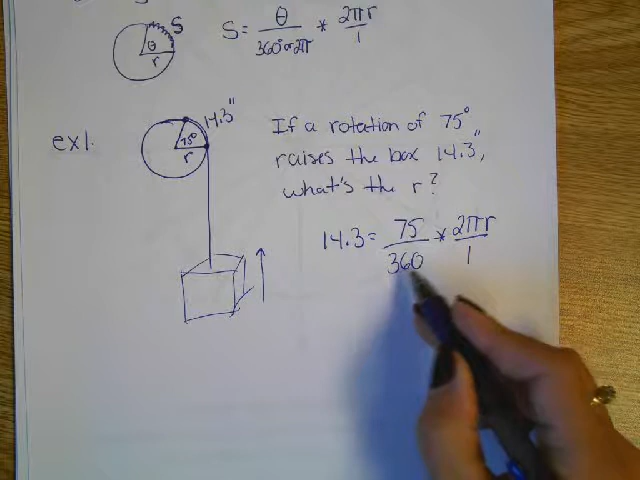 S
θ
r
S = θ/360° or 2π * 2πr/1
14.3"
ex1.
75°
r
If a rotation of 75°
raises the box 14.3",
what's the r?
14.3 = 75/360 * 2πr/1